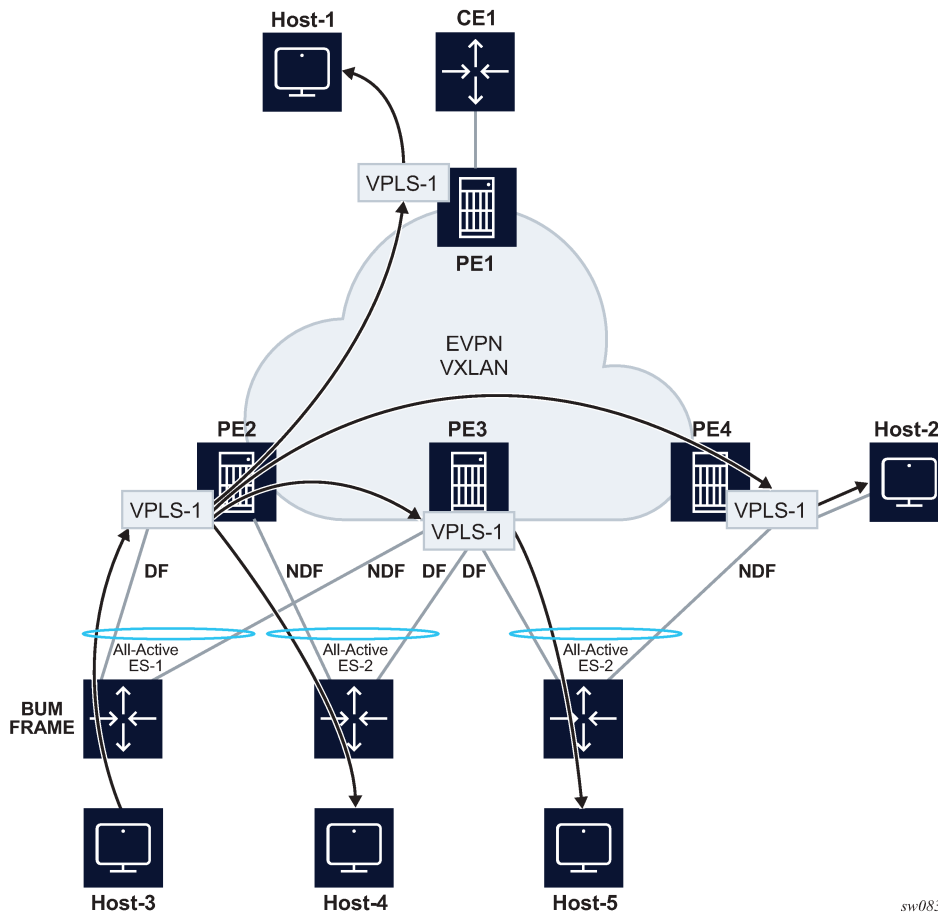 Host-1
CE1
VPLS-1
PE1
EVPN
VXLAN
PE2
PE3
PE4
Host-2
VPLS-1
VPLS-1
VPLS-1
DF
NDF
NDF
DF
DF
NDF
All-Active
ES-1
All-Active
ES-2
All-Active
ES-2
BUM
FRAME
Host-3
Host-4
Host-5
sw083